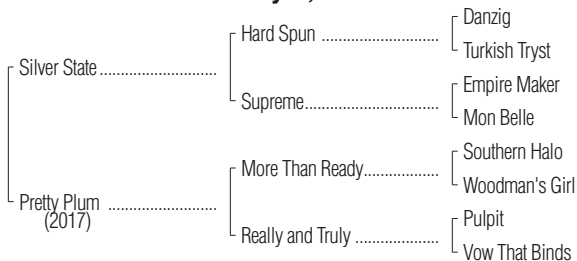 Danzig
Hard Spun ..............................
Turkish Tryst
Silver State..............................
Empire Maker
Supreme..................................
Mon Belle
Southern Halo
More Than Ready...................
Woodman's Girl
Pretty Plum ............................
(2017)
Pulpit
Really and Truly .....................
Vow That Binds